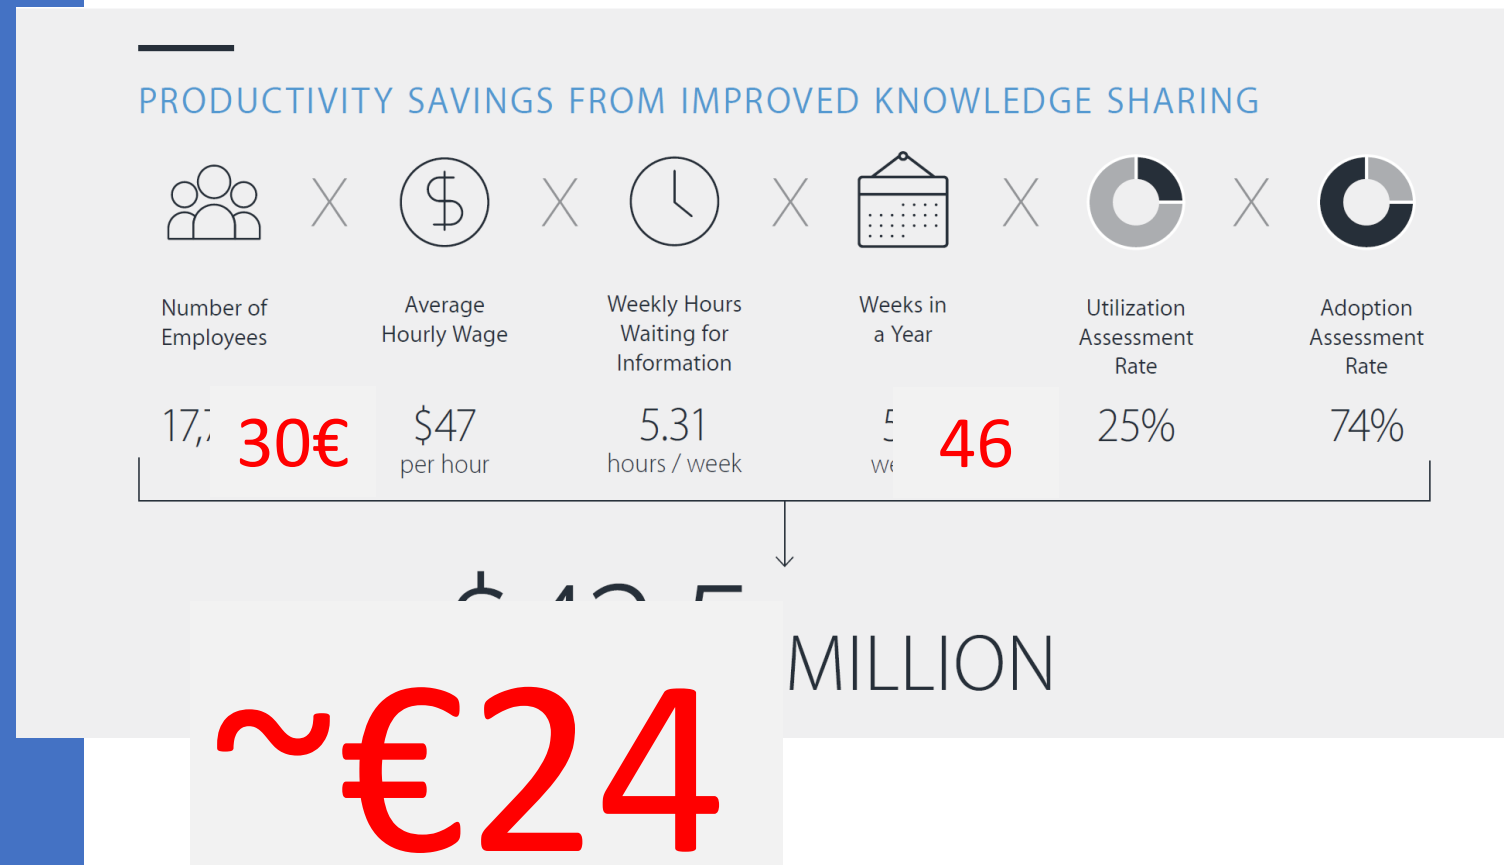 PRODUCTIVITY SAVINGS FROM IMPROVED KNOWLEDGE SHARING
X X X X X
Number of Employees
Average Hourly Wage
Weekly Hours Waiting for Information
Weeks in a Year
Utilization Assessment Rate
Adoption Assessment Rate
30€
$47 per hour
5.31 hours / week
46
25%
74%
MILLION
~€24